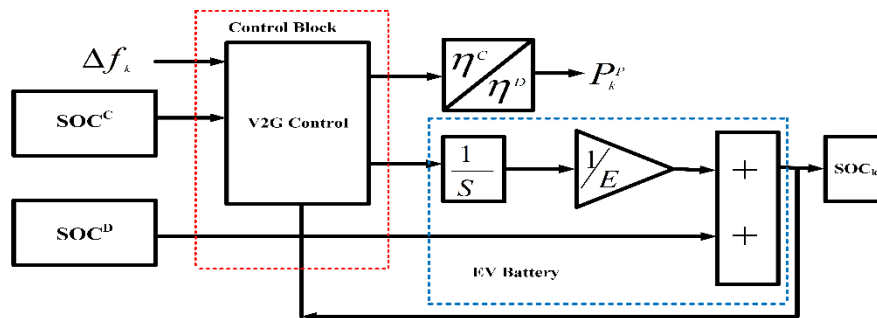 Control Block
Δf_k
η^C
η^D
P_k^P
SOC^C
V2G Control
1/S
1/E
+
SOC_k
SOC^D
+
EV Battery